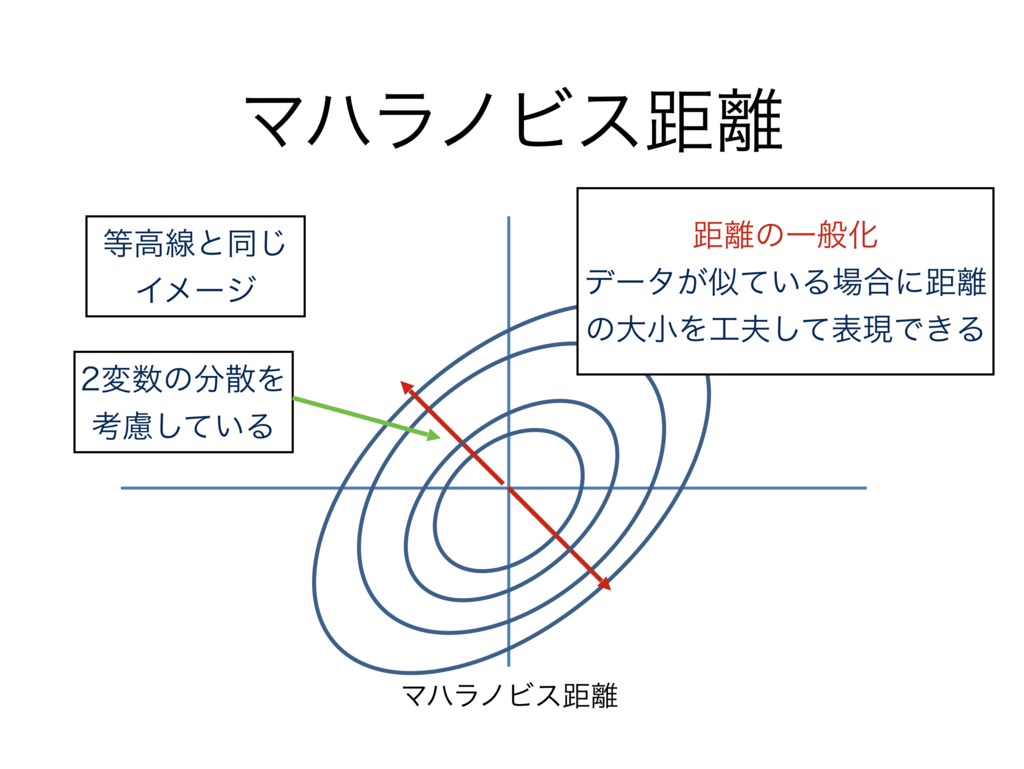 マハラノビス距離
等高線と同じ
イメージ
距離の一般化
データが似ている場合に距離
の大小を工夫して表現できる
2変数の分散を
考慮している
マハラノビス距離